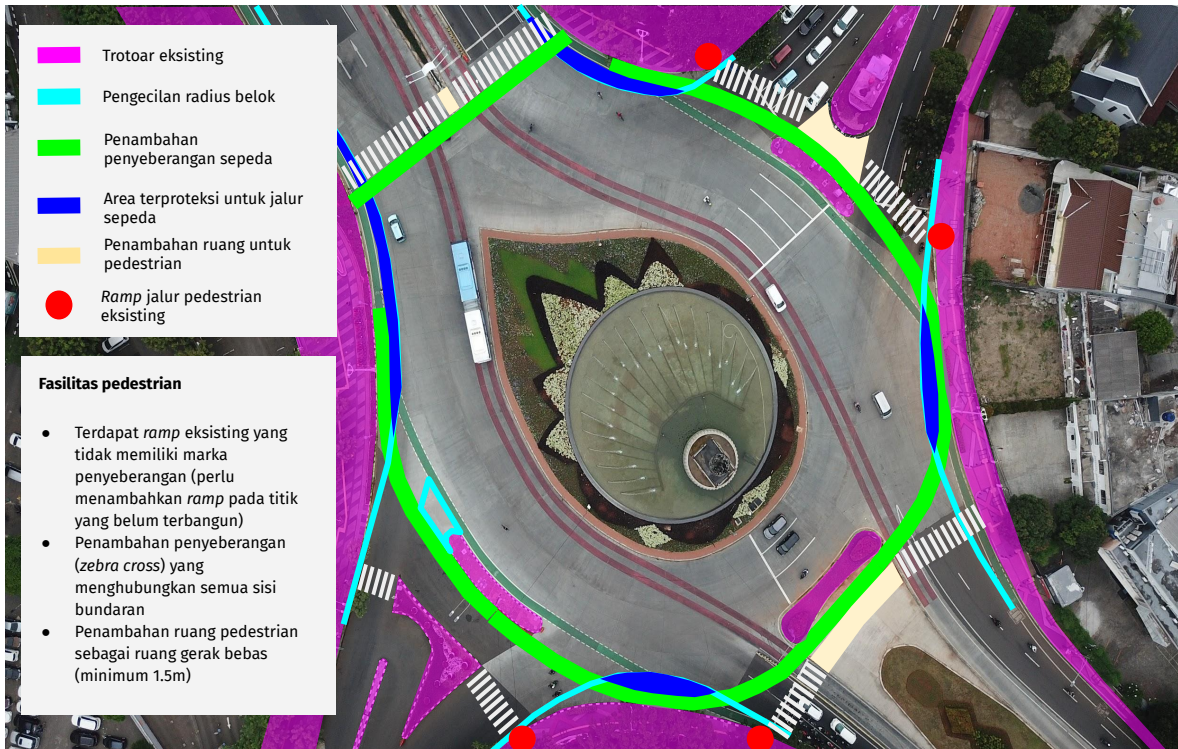 Trotoar eksisting
Pengecilan radius belok
Penambahan
penyeberangan sepeda
Area terproteksi untuk jalur
sepeda
Penambahan ruang untuk
pedestrian
Ramp jalur pedestrian
eksisting
Fasilitas pedestrian
● Terdapat ramp eksisting yang
tidak memiliki marka
penyeberangan (perlu
menambahkan ramp pada titik
yang belum terbangun)
● Penambahan penyeberangan
(zebra cross) yang
menghubungkan semua sisi
bundaran
● Penambahan ruang pedestrian
sebagai ruang gerak bebas
(minimum 1.5m)